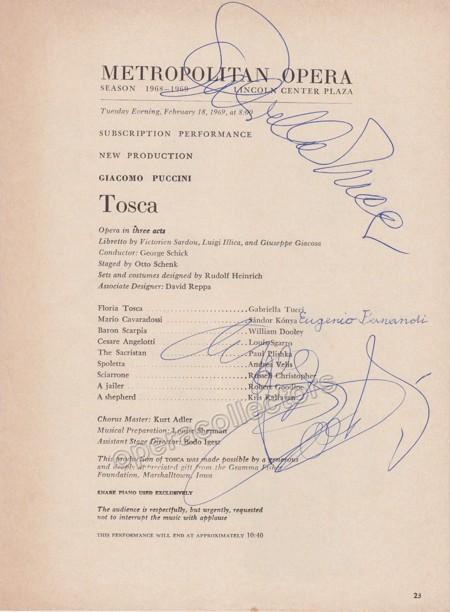 METROPOLITAN OPERA
SEASON 1968–1969 LINCOLN CENTER PLAZA
Tuesday Evening, February 18, 1969, at 8:00
SUBSCRIPTION PERFORMANCE
NEW PRODUCTION
GIACOMO PUCCINI
Tosca
Opera in three acts
Libretto by Victorien Sardou, Luigi Illica, and Giuseppe Giacosa
Conductor: George Schick
Staged by Otto Schenk
Sets and costumes designed by Rudolf Heinrich
Associate Designer: David Reppa
Floria Tosca Gabriella Tucci
Mario Cavaradossi Sándor Kónya Eugenio Fernandi
Baron Scarpia William Dooley
Cesare Angelotti Louis Sgarro
The Sacristan Paul Plishka
Spoletta Andrea Velis
Sciarrone Russell Christopher
A jailer Robert Goodloe
A shepherd
Chorus Master: Kurt Adler
Musical Preparation: Louise Sherman
Assistant Stage Director: Bodo Igesz
This production of TOSCA was made possible by a generous
and deeply appreciated gift from the Gramma Fisher
Foundation, Marshalltown, Iowa
KNABE PIANO USED EXCLUSIVELY
The audience is respectfully, but urgently, requested
not to interrupt the music with applause
THIS PERFORMANCE WILL END AT APPROXIMATELY 10:40
operacollectors
23